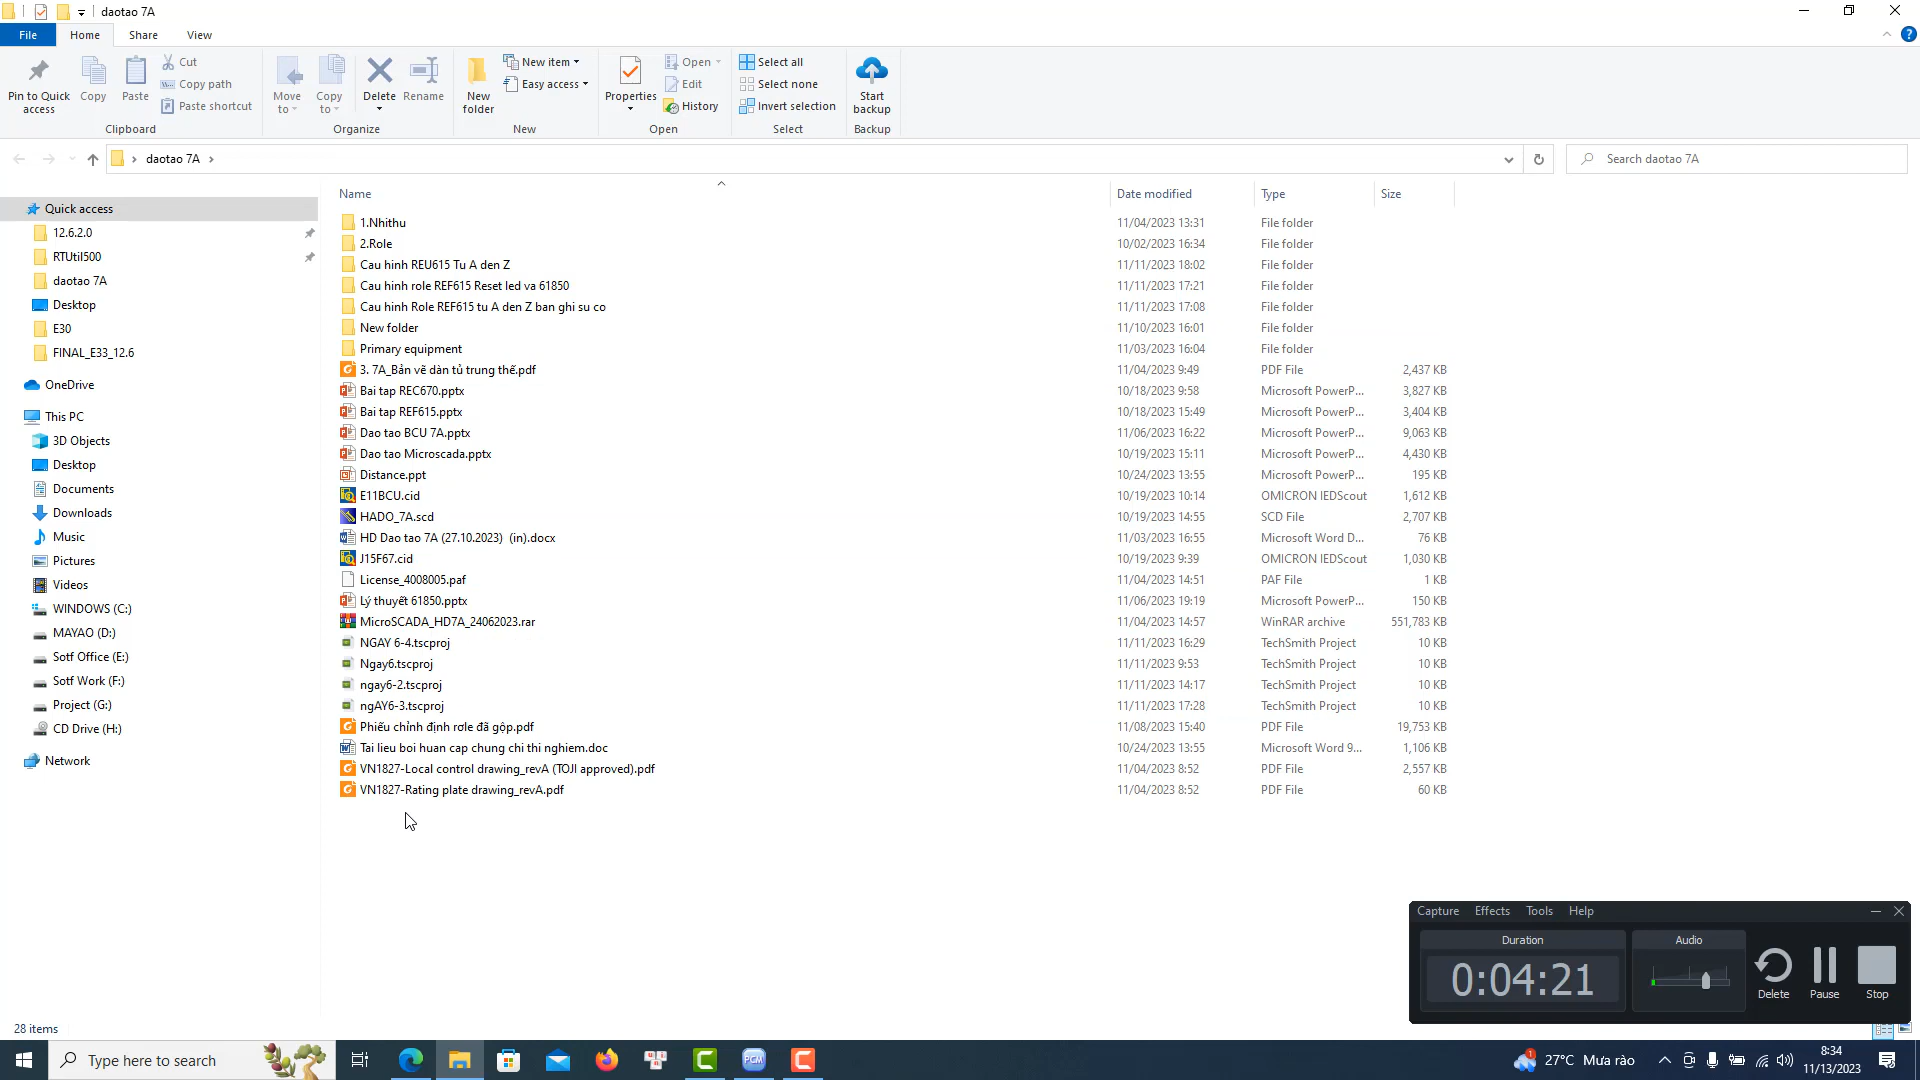 daotao 7A
File Home Share View
Pin to Quick access
Copy
Paste
Cut
Copy path
Paste shortcut
Clipboard
Move to
Copy to
Delete
Rename
Organize
New folder
New item
Easy access
New
Properties
Open
Edit
History
Open
Select all
Select none
Invert selection
Select
Start backup
Backup
daotao 7A
Search daotao 7A
Quick access
12.6.2.0
RTUtil500
daotao 7A
Desktop
E30
FINAL_E33_12.6
OneDrive
This PC
3D Objects
Desktop
Documents
Downloads
Music
Pictures
Videos
WINDOWS (C:)
MAYAO (D:)
Sotf Office (E:)
Sotf Work (F:)
Project (G:)
CD Drive (H:)
Network
Name Date modified Type Size
1.Nhithu 11/04/2023 13:31 File folder
2.Role 10/02/2023 16:34 File folder
Cau hinh REU615 Tu A den Z 11/11/2023 18:02 File folder
Cau hinh role REF615 Reset led va 61850 11/11/2023 17:21 File folder
Cau hinh Role REF615 tu A den Z ban ghi su co 11/11/2023 17:08 File folder
New folder 11/10/2023 16:01 File folder
Primary equipment 11/03/2023 16:04 File folder
3. 7A_Bản vẽ dàn tủ trung thế.pdf 11/04/2023 9:49 PDF File 2,437 KB
Bai tap REC670.pptx 10/18/2023 9:58 Microsoft PowerP... 3,827 KB
Bai tap REF615.pptx 10/18/2023 15:49 Microsoft PowerP... 3,404 KB
Dao tao BCU 7A.pptx 11/06/2023 16:22 Microsoft PowerP... 9,063 KB
Dao tao Microscada.pptx 10/19/2023 15:11 Microsoft PowerP... 4,430 KB
Distance.ppt 10/24/2023 13:55 Microsoft PowerP... 195 KB
E11BCU.cid 10/19/2023 10:14 OMICRON IEDScout 1,612 KB
HADO_7A.scd 10/19/2023 14:55 SCD File 2,707 KB
HD Dao tao 7A (27.10.2023) (in).docx 11/03/2023 16:55 Microsoft Word D... 76 KB
J15F67.cid 10/19/2023 9:39 OMICRON IEDScout 1,030 KB
License_4008005.paf 11/04/2023 14:51 PAF File 1 KB
Lý thuyết 61850.pptx 11/06/2023 19:19 Microsoft PowerP... 150 KB
MicroSCADA_HD7A_24062023.rar 11/04/2023 14:57 WinRAR archive 551,783 KB
NGAY 6-4.tscproj 11/11/2023 16:29 TechSmith Project 10 KB
Ngay6.tscproj 11/11/2023 9:53 TechSmith Project 10 KB
ngay6-2.tscproj 11/11/2023 14:17 TechSmith Project 10 KB
ngAY6-3.tscproj 11/11/2023 17:28 TechSmith Project 10 KB
Phiếu chỉnh định rơle đã gộp.pdf 11/08/2023 15:40 PDF File 19,753 KB
Tai lieu boi huan cap chung chi thi nghiem.doc 10/24/2023 13:55 Microsoft Word 9... 1,106 KB
VN1827-Local control drawing_revA (TOJI approved).pdf 11/04/2023 8:52 PDF File 2,557 KB
VN1827-Rating plate drawing_revA.pdf 11/04/2023 8:52 PDF File 60 KB
Capture Effects Tools Help
Duration
0:04:21
Audio
Delete
Pause
Stop
28 items
Type here to search
PCM
1
27°C Mưa rào
8:34
11/13/2023